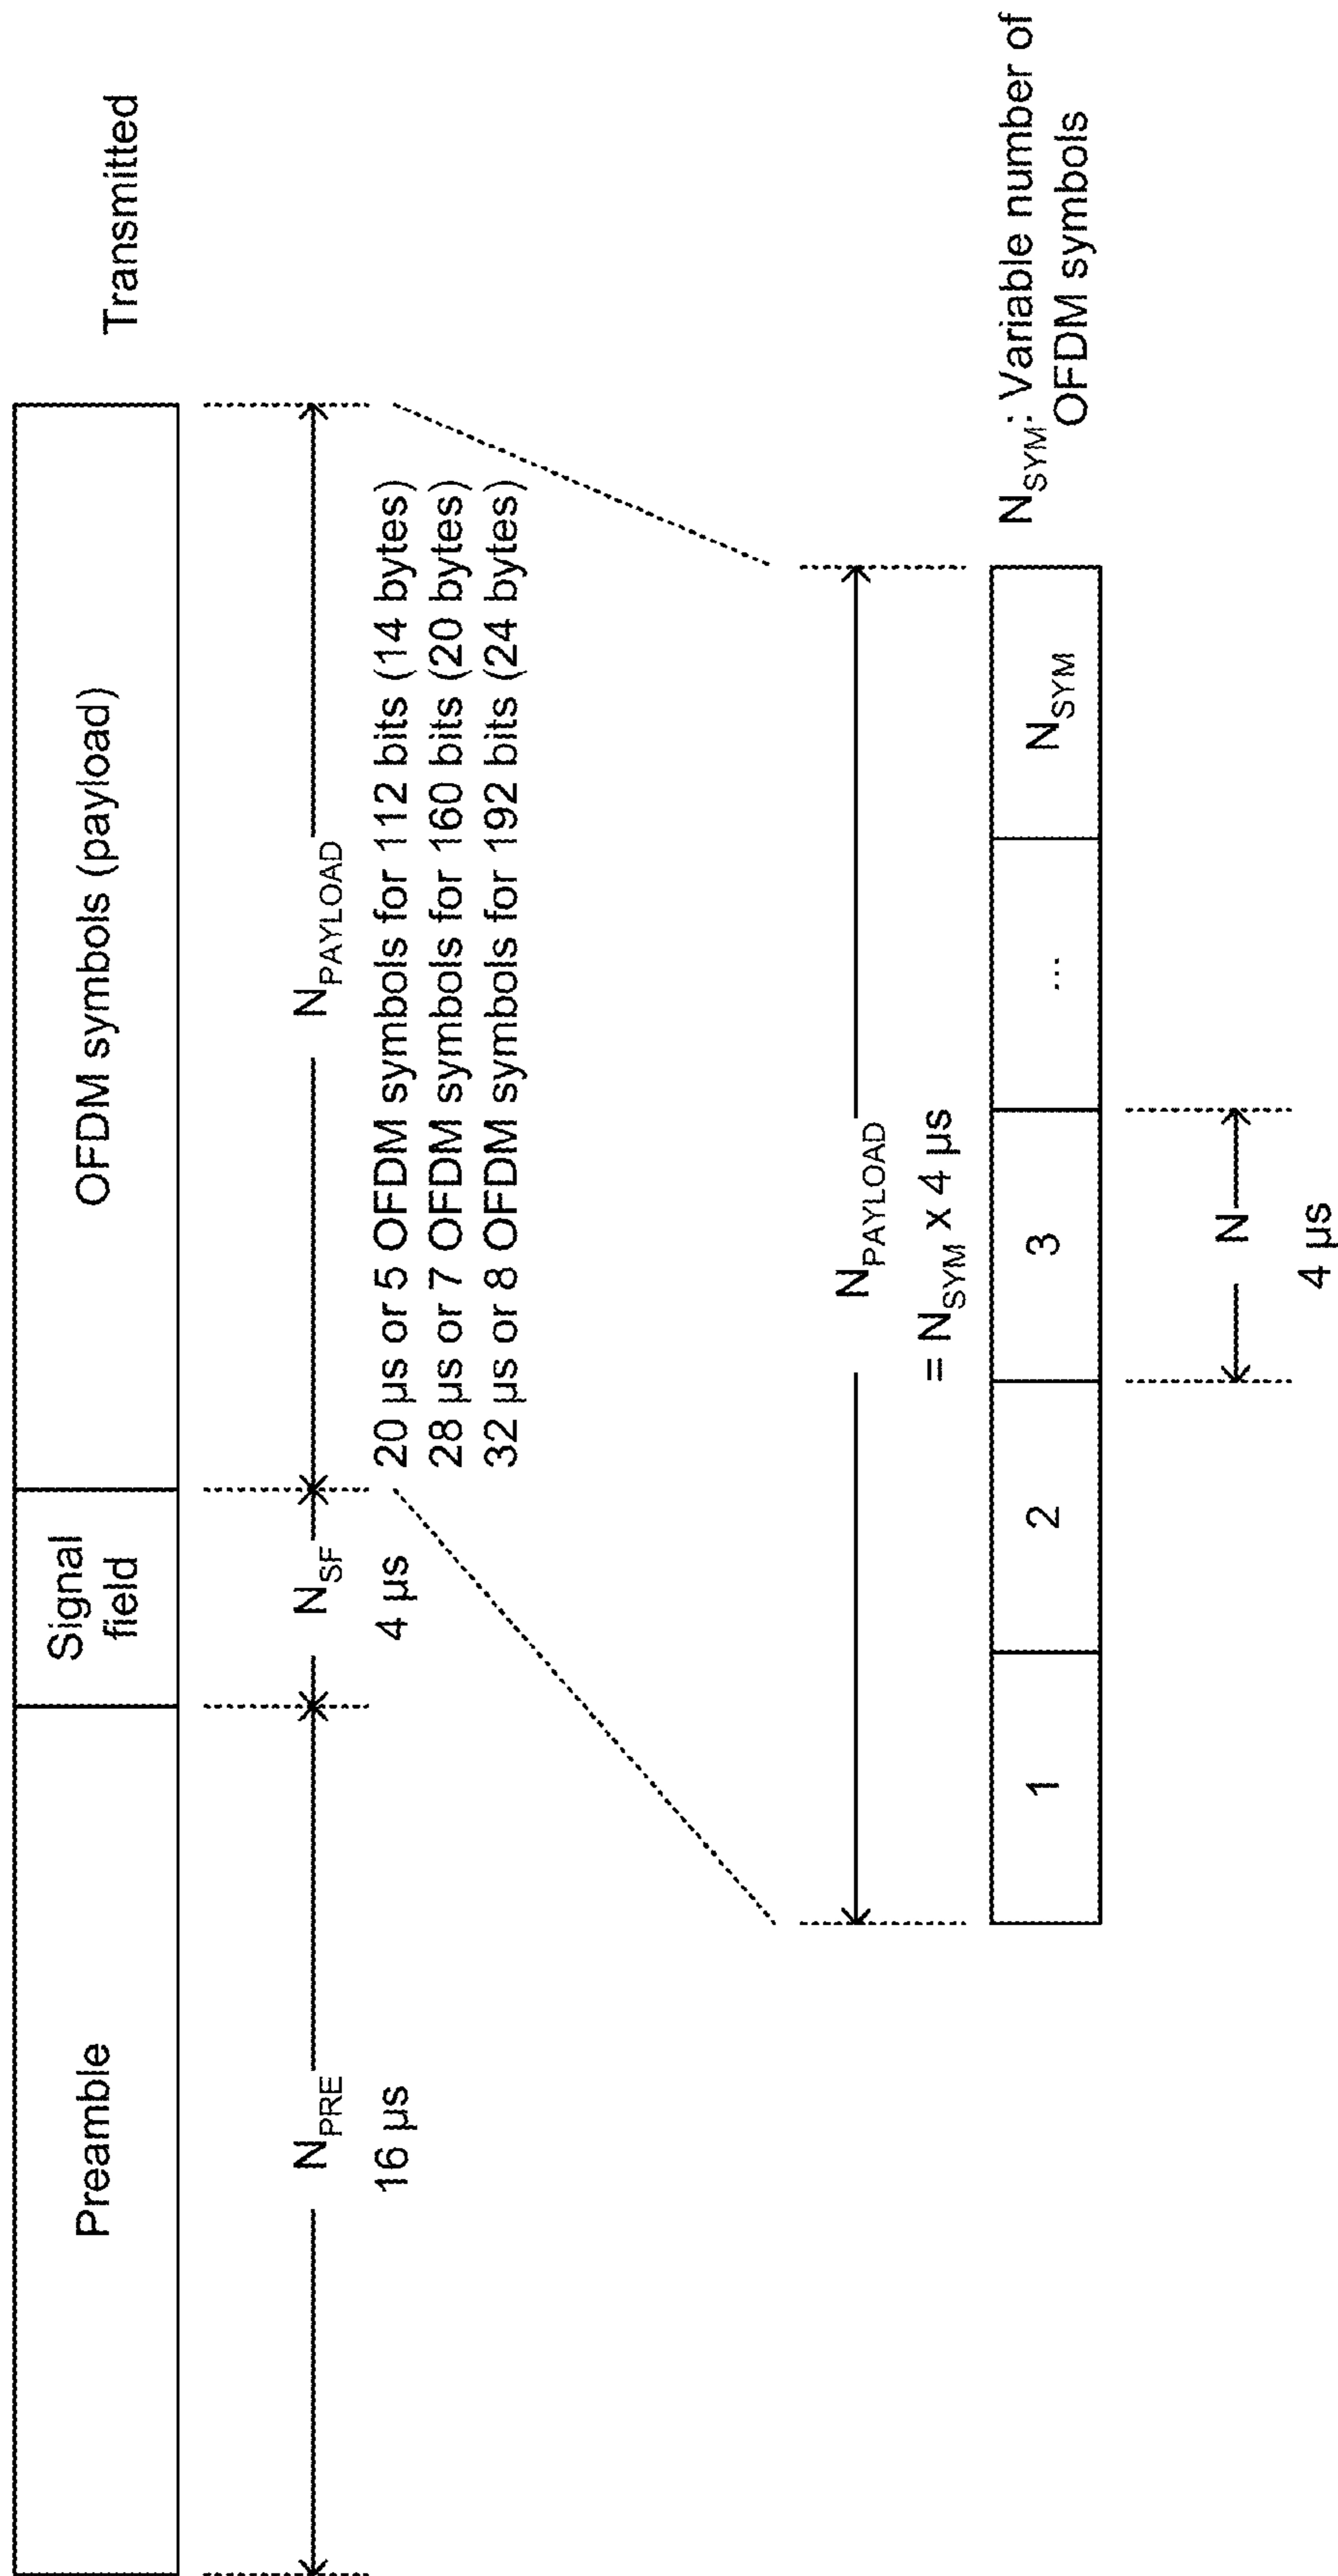 Preamble
Signal
field
OFDM symbols (payload)
Transmitted
N_PRE
16 µs
N_SF
4 µs
N_PAYLOAD
20 µs or 5 OFDM symbols for 112 bits (14 bytes)
28 µs or 7 OFDM symbols for 160 bits (20 bytes)
32 µs or 8 OFDM symbols for 192 bits (24 bytes)
N_PAYLOAD
= N_SYM x 4 µs
1
2
3
...
N_SYM
N_SYM: Variable number of
OFDM symbols
N
4 µs